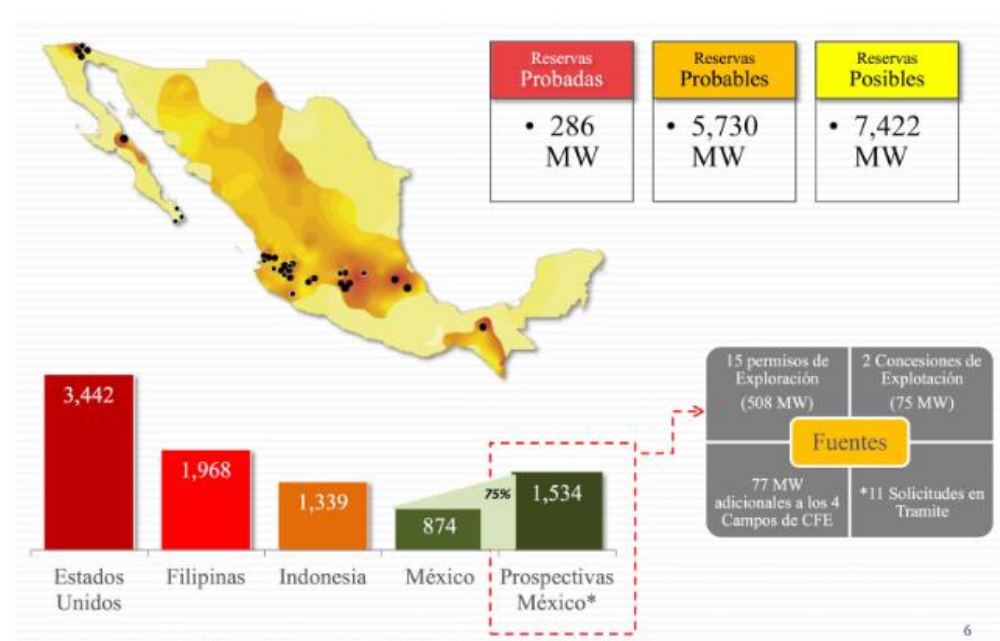 Reservas
Probadas
• 286
MW
Reservas
Probables
• 5,730
MW
Reservas
Posibles
• 7,422
MW
3,442
1,968
1,339
874
75%
1,534
Estados
Unidos
Filipinas
Indonesia
México
Prospectivas
México*
15 permisos de
Exploración
(508 MW)
2 Concesiones de
Explotación
(75 MW)
Fuentes
77 MW
adicionales a los 4
Campos de CFE
*11 Solicitudes en
Tramite
6